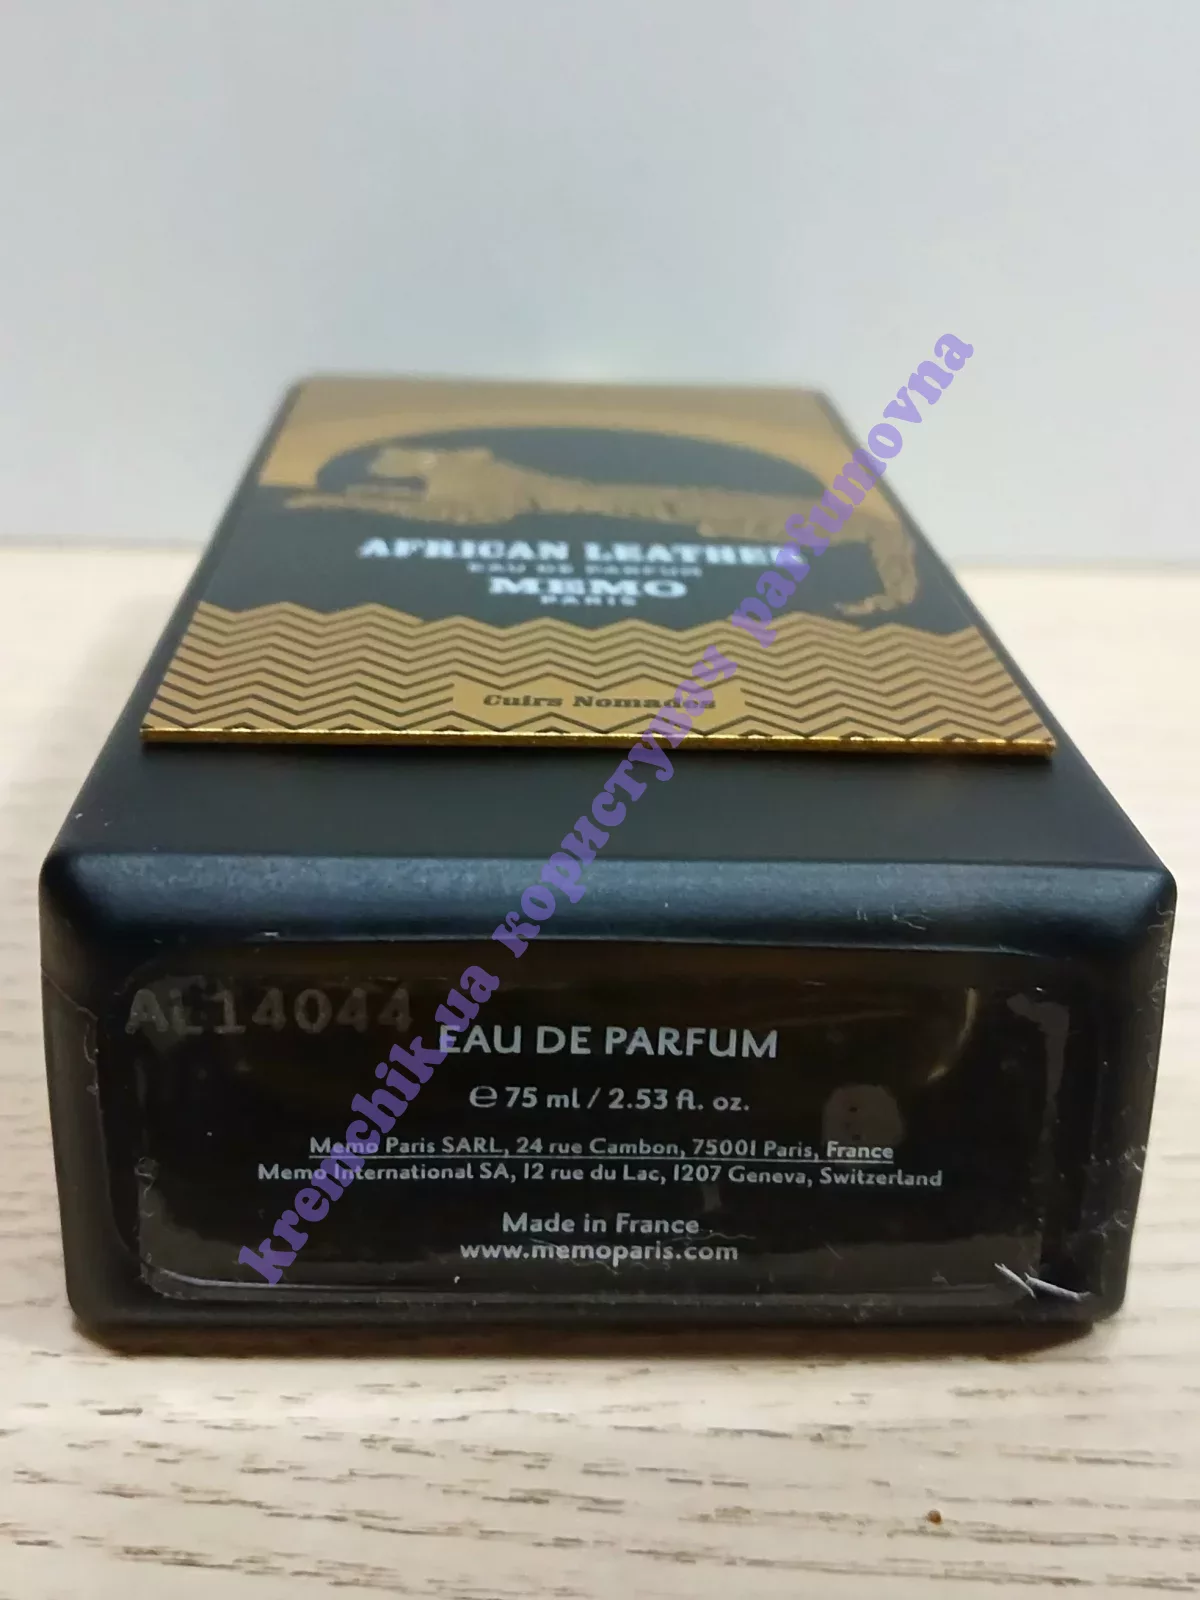 AFRICAN LEATHER
EAU DE PARFUM
MEMO
PARIS
Cuirs Nomades
AL14044
EAU DE PARFUM
℮ 75 ml / 2.53 fl. oz.
Memo Paris SARL, 24 rue Cambon, 75001 Paris, France
Memo International SA, 12 rue du Lac, 1207 Geneva, Switzerland
Made in France
www.memoparis.com
kremchik.ua користувач parfumovna